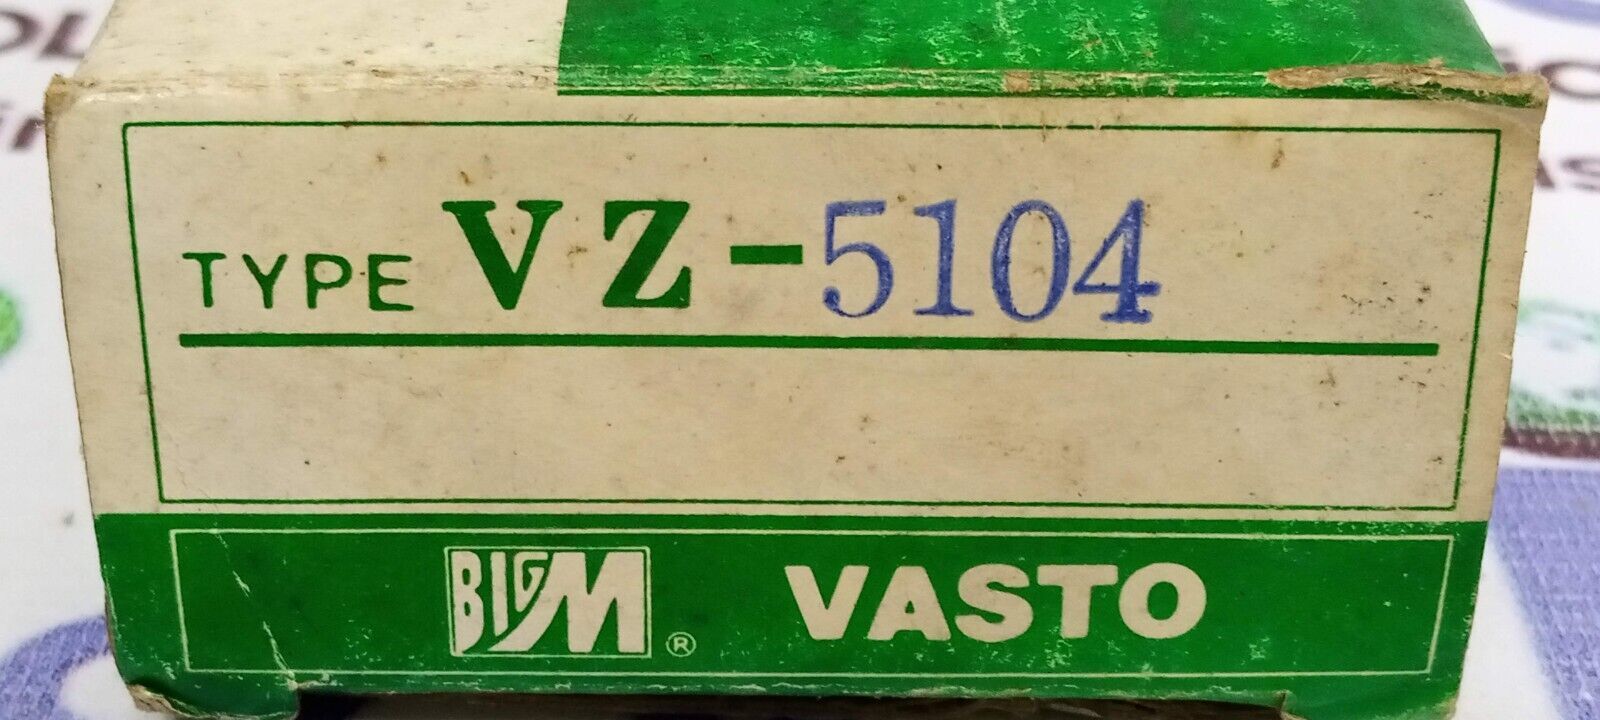 TYPE VZ-5104
BIGM® VASTO